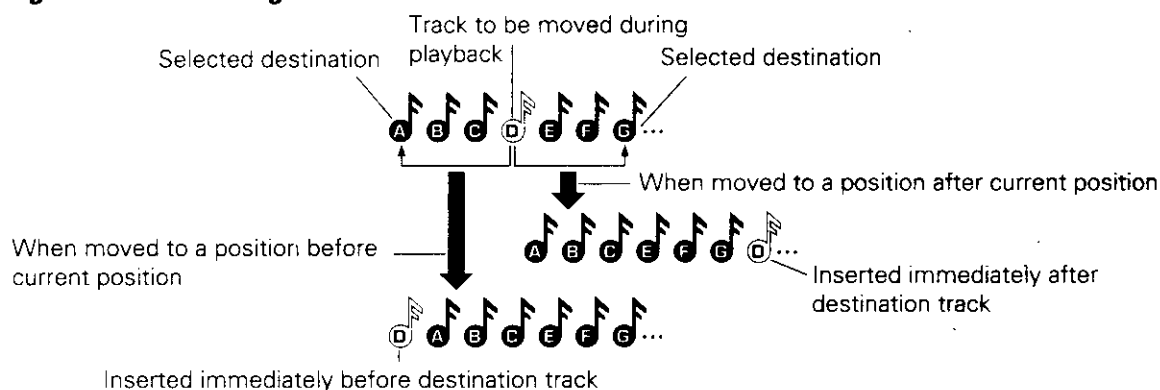 Track to be moved during
playback
Selected destination
Selected destination
A B C D E F G ...
When moved to a position after current position
A B C E F G D ...
When moved to a position before
current position
Inserted immediately after
destination track
D A B C E F G ...
Inserted immediately before destination track